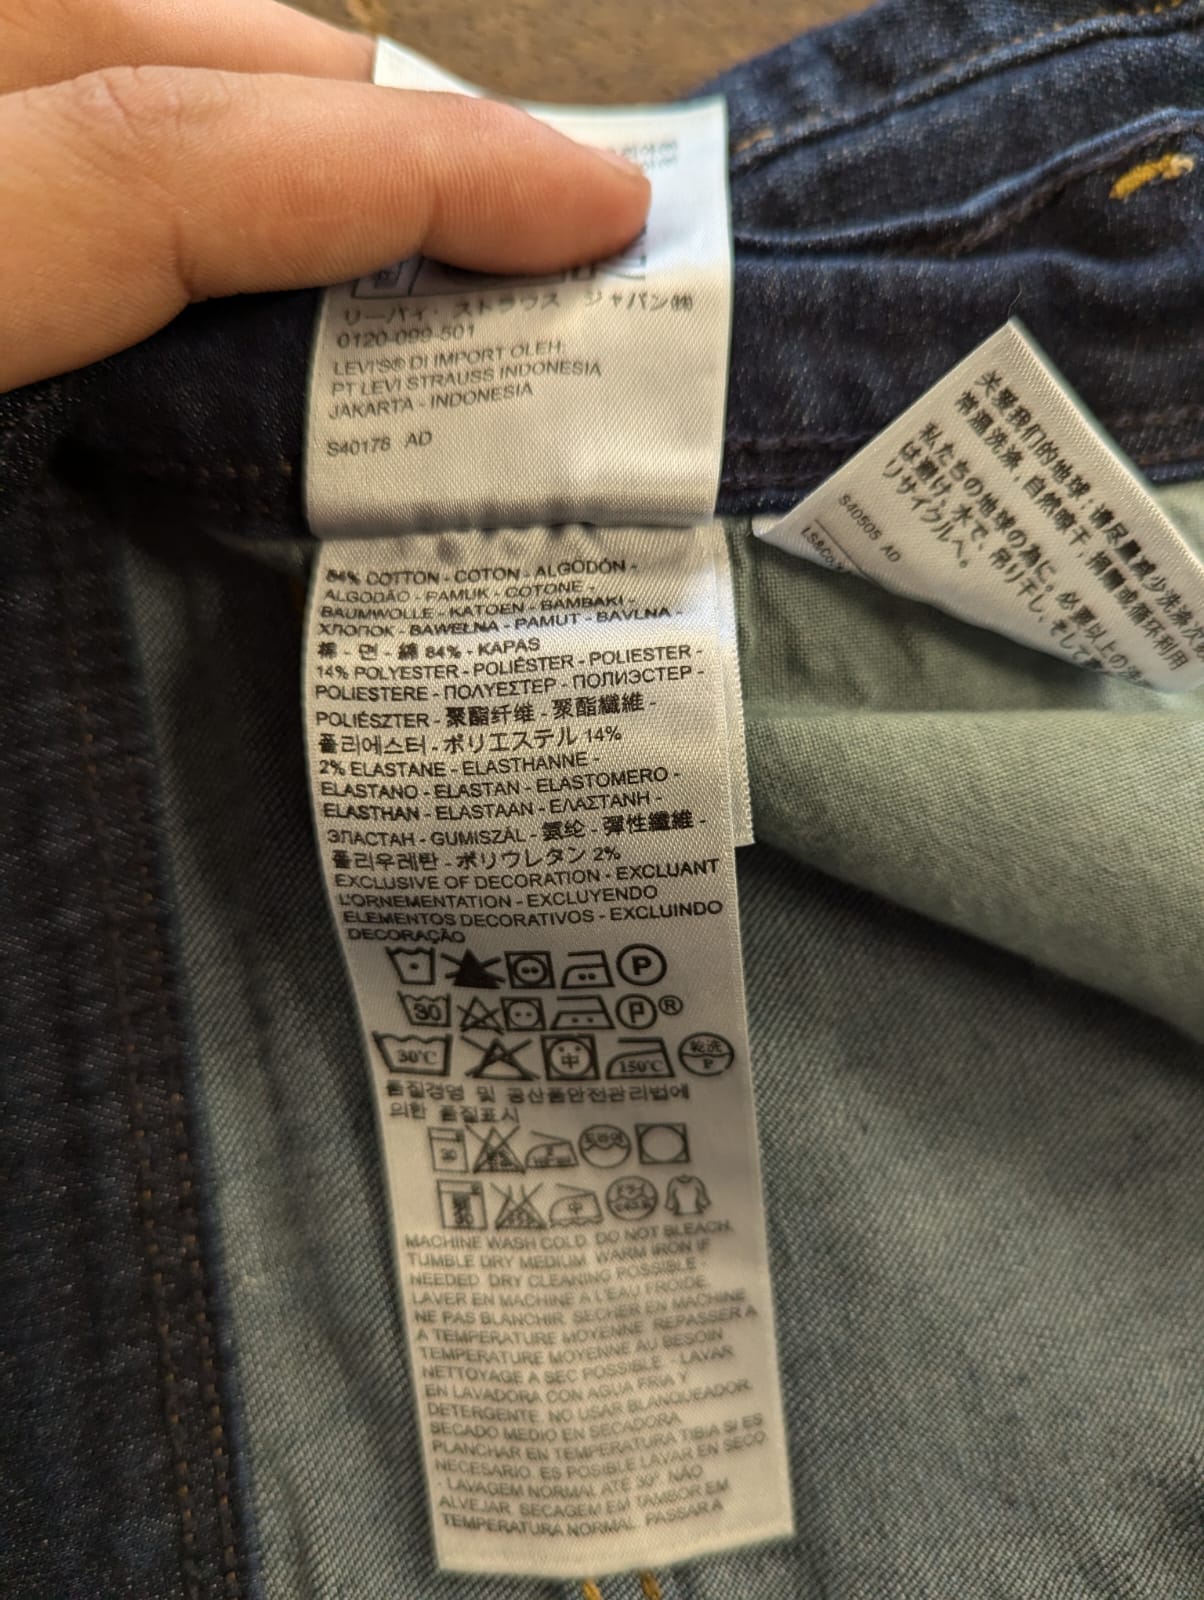 リーバイ・ストラウス ジャパン㈱
0120-099-501
LEVI'S® DI IMPORT OLEH:
PT LEVI STRAUSS INDONESIA
JAKARTA - INDONESIA
S40178 AD
84% COTTON - COTON - ALGODÓN -
ALGODÃO - PAMUK - COTONE -
BAUMWOLLE - KATOEN - BAMBAKI -
ХЛОПОК - BAWEŁNA - PAMUT - BAVLNA -
棉 - 면 - 綿 84% - KAPAS
14% POLYESTER - POLIÉSTER - POLIESTER -
POLIESTERE - ΠΟΛΥΕΣΤΕΡ - ПОЛИЭСТЕР -
POLIÉSZTER - 聚酯纤维 - 聚酯纖維 -
폴리에스터 - ポリエステル 14%
2% ELASTANE - ELASTHANNE -
ELASTANO - ELASTAN - ELASTOMERO -
ELASTHAN - ELASTAAN - ΕΛΑΣΤΑΝΗ -
ЭЛАСТАН - GUMISZÁL - 氨纶 - 彈性纖維 -
폴리우레탄 - ポリウレタン 2%
EXCLUSIVE OF DECORATION - EXCLUANT
L'ORNEMENTATION - EXCLUYENDO
ELEMENTOS DECORATIVOS - EXCLUINDO
DECORAÇÃO
P
30 P ®
30°C 中 150°C 乾洗 P
품질경영 및 공산품안전관리법에
의한 품질표시
30
中
MACHINE WASH COLD. DO NOT BLEACH.
TUMBLE DRY MEDIUM. WARM IRON IF
NEEDED. DRY CLEANING POSSIBLE -
LAVER EN MACHINE À L'EAU FROIDE.
NE PAS BLANCHIR. SECHER EN MACHINE
A TEMPERATURE MOYENNE. REPASSER A
TEMPERATURE MOYENNE AU BESOIN.
NETTOYAGE A SEC POSSIBLE. - LAVAR
EN LAVADORA CON AGUA FRIA Y
DETERGENTE. NO USAR BLANQUEADOR.
SECADO MEDIO EN SECADORA.
PLANCHAR EN TEMPERATURA TIBIA SI ES
NECESARIO. ES POSIBLE LAVAR EN SECO.
- LAVAGEM NORMAL ATÉ 30°. NÃO
ALVEJAR. SECAGEM EM TAMBOR EM
TEMPERATURA NORMAL. PASSAR A
关爱我们的地球：请尽量减少洗涤
常温洗涤，自然晾干，捐赠或循环利用
私たちの地球の為に。必要以上の洗
は避け、水で、吊り干し、そして
リサイクルへ。
S40505 AD
LS&CO.